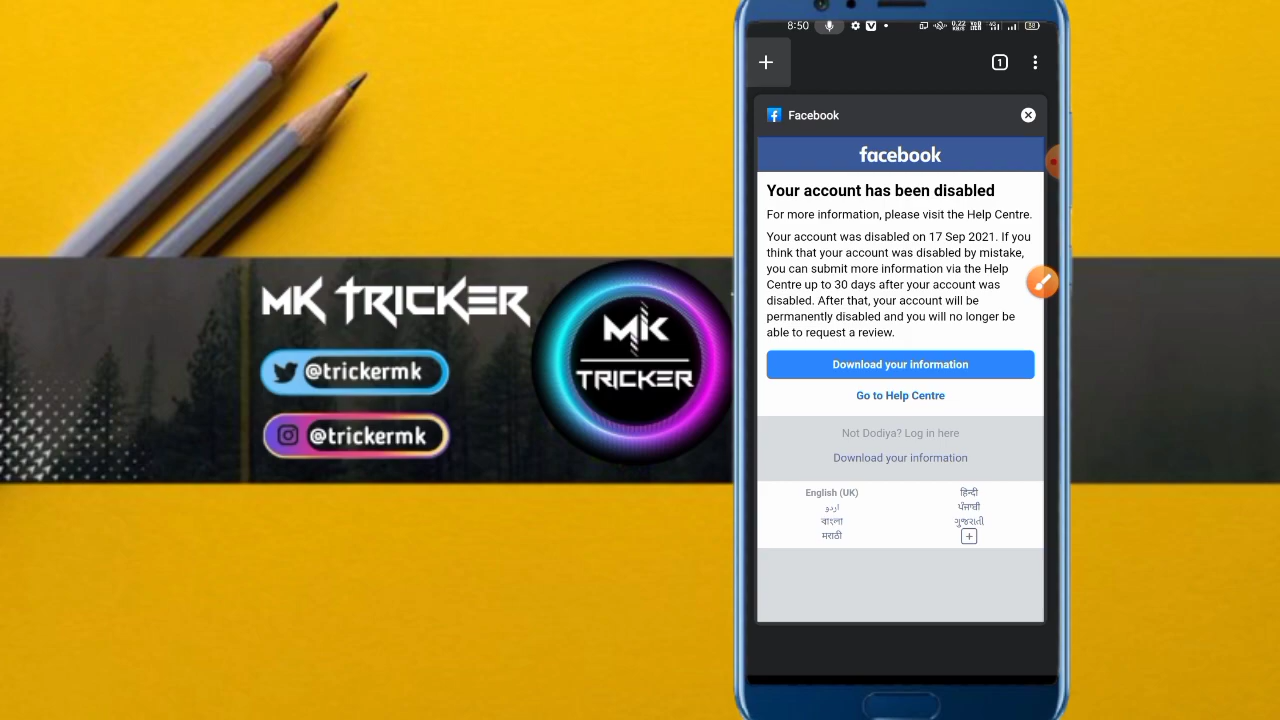 MK TRICKER
@trickermk
@trickermk
MK
TRICKER
8:50
0.22
38
1
Facebook
facebook
Your account has been disabled
For more information, please visit the Help Centre.
Your account was disabled on 17 Sep 2021. If you
think that your account was disabled by mistake,
you can submit more information via the Help
Centre up to 30 days after your account was
disabled. After that, your account will be
permanently disabled and you will no longer be
able to request a review.
Download your information
Go to Help Centre
Not Dodiya? Log in here
Download your information
English (UK)
हिन्दी
اردو
ਪੰਜਾਬੀ
বাংলা
ગુજરાતી
मराठी